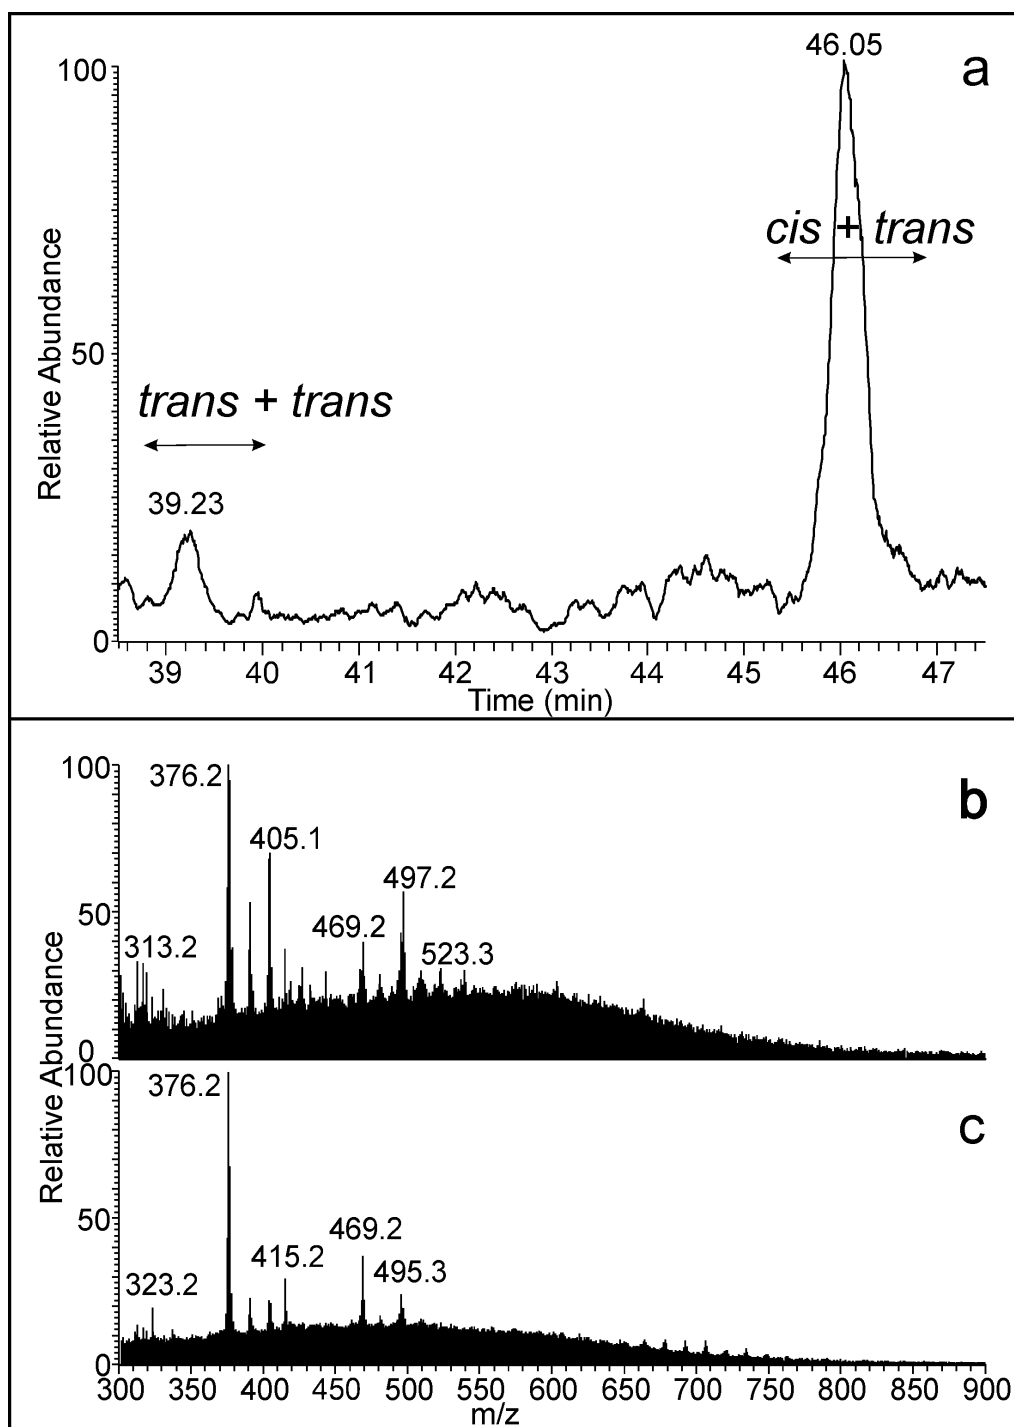 46.05
a
100
cis + trans
Relative Abundance
50
trans + trans
39.23
0
39 40 41 42 43 44 45 46 47
Time (min)
100
376.2
b
405.1
497.2
50
469.2
313.2
523.3
0
Relative Abundance
100
376.2
c
50
469.2
415.2
495.3
323.2
0
300 350 400 450 500 550 600 650 700 750 800 850 900
m/z